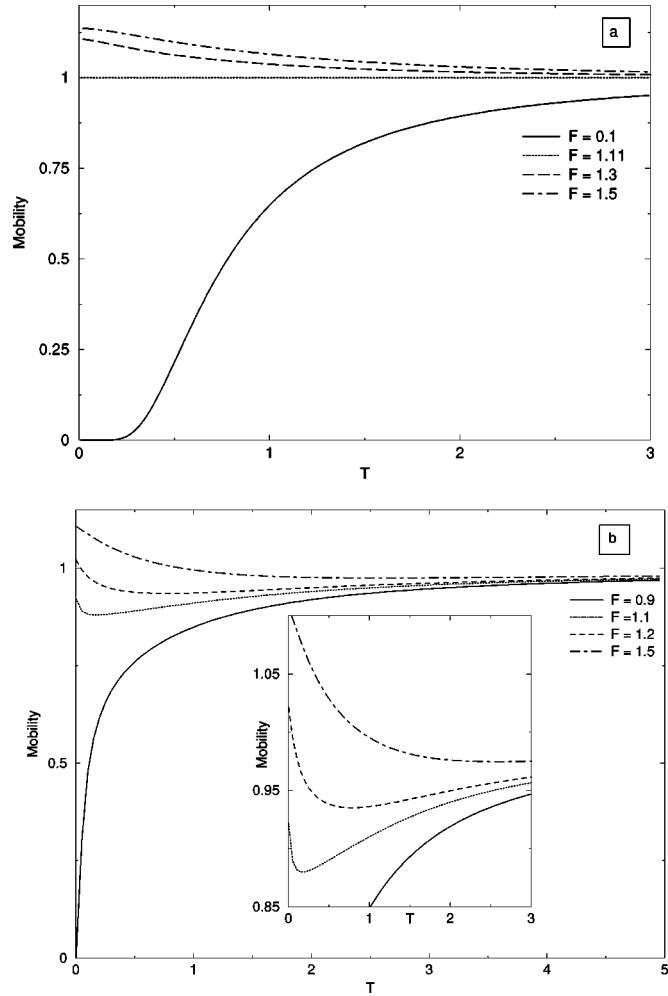 a
1
0.75
0.5
0.25
0
Mobility
F = 0.1
F = 1.11
F = 1.3
F = 1.5
0 1 2 3
T
b
1
0.5
0
Mobility
F = 0.9
F =1.1
F = 1.2
F = 1.5
1.05
0.95
0.85
Mobility
0 1 T 2 3
0 1 2 3 4 5
T